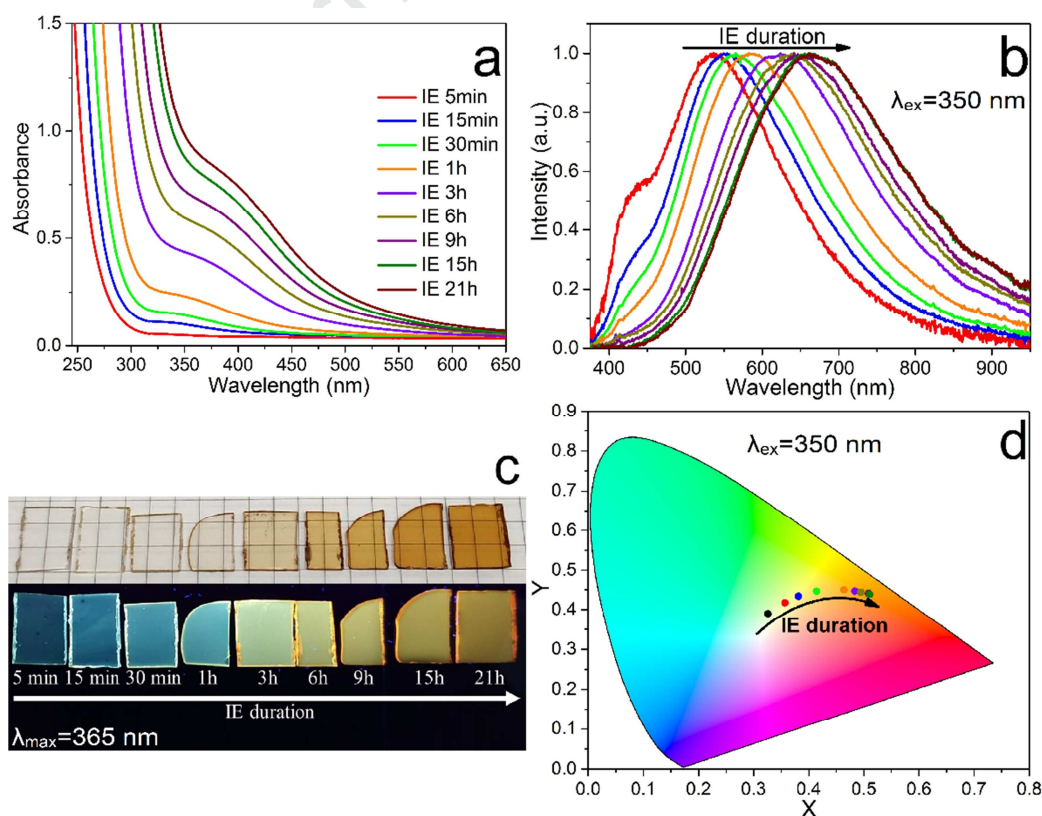 a
1.5
1.0
0.5
0.0
Absorbance
250 300 350 400 450 500 550 600 650
Wavelength (nm)
IE 5min
IE 15min
IE 30min
IE 1h
IE 3h
IE 6h
IE 9h
IE 15h
IE 21h
b
IE duration
λex=350 nm
1.0
0.8
0.6
0.4
0.2
0.0
Intensity (a.u.)
400 500 600 700 800 900
Wavelength (nm)
c
5 min 15 min 30 min 1h 3h 6h 9h 15h 21h
IE duration
λmax=365 nm
d
λex=350 nm
0.9
0.8
0.7
0.6
0.5
0.4
0.3
0.2
0.1
0.0
Y
IE duration
0.0 0.1 0.2 0.3 0.4 0.5 0.6 0.7 0.8
X